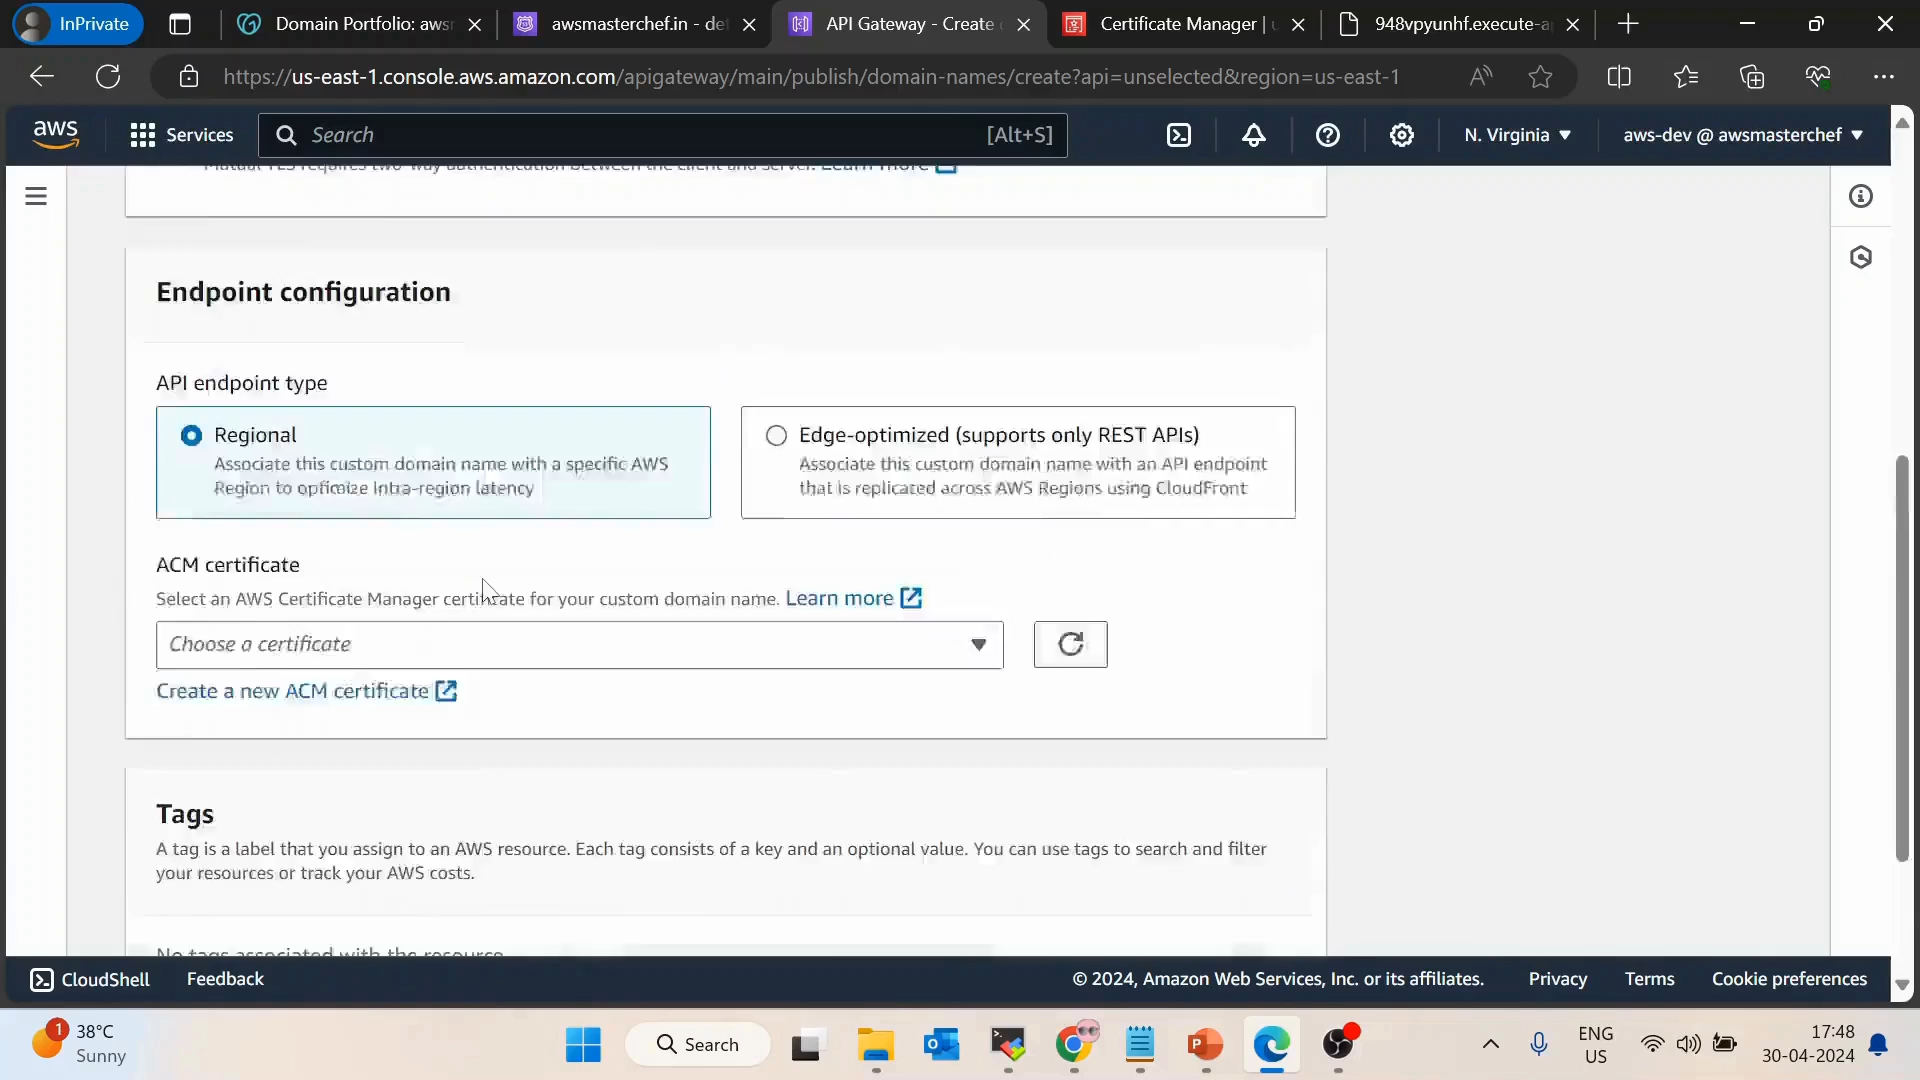 InPrivate
Domain Portfolio: awsr
awsmasterchef.in - det
API Gateway - Create c
Certificate Manager | u
948vpyunhf.execute-a
https://us-east-1.console.aws.amazon.com/apigateway/main/publish/domain-names/create?api=unselected&region=us-east-1
aws
Services
Search
[Alt+S]
N. Virginia
aws-dev @ awsmasterchef
Mutual TLS requires two-way authentication between the client and server. Learn more
Endpoint configuration
API endpoint type
Regional
Associate this custom domain name with a specific AWS
Region to optimize intra-region latency
Edge-optimized (supports only REST APIs)
Associate this custom domain name with an API endpoint
that is replicated across AWS Regions using CloudFront
ACM certificate
Select an AWS Certificate Manager certificate for your custom domain name. Learn more
Choose a certificate
Create a new ACM certificate
Tags
A tag is a label that you assign to an AWS resource. Each tag consists of a key and an optional value. You can use tags to search and filter
your resources or track your AWS costs.
No tags associated with the resource
CloudShell
Feedback
© 2024, Amazon Web Services, Inc. or its affiliates.
Privacy
Terms
Cookie preferences
1
38°C
Sunny
Search
ENG
US
17:48
30-04-2024